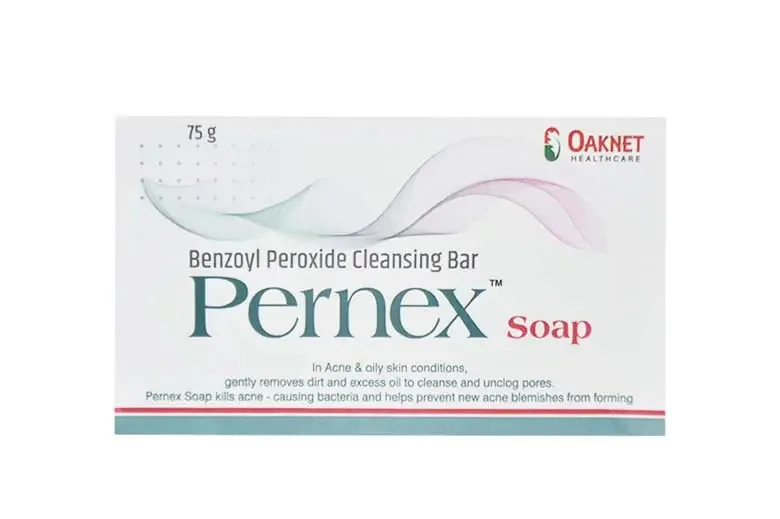 75 g
OAKNET
HEALTHCARE
Benzoyl Peroxide Cleansing Bar
Pernex™ Soap
In Acne & oily skin conditions,
gently removes dirt and excess oil to cleanse and unclog pores.
Pernex Soap kills acne - causing bacteria and helps prevent new acne blemishes from forming